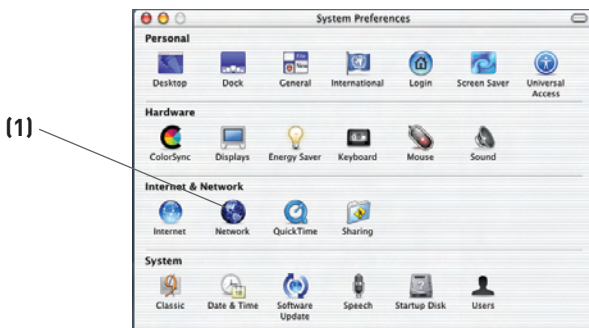 System Preferences
Personal
Desktop Dock General International Login Screen Saver Universal Access
Hardware
(1)
ColorSync Displays Energy Saver Keyboard Mouse Sound
Internet & Network
Internet Network QuickTime Sharing
System
Classic Date & Time Software Update Speech Startup Disk Users